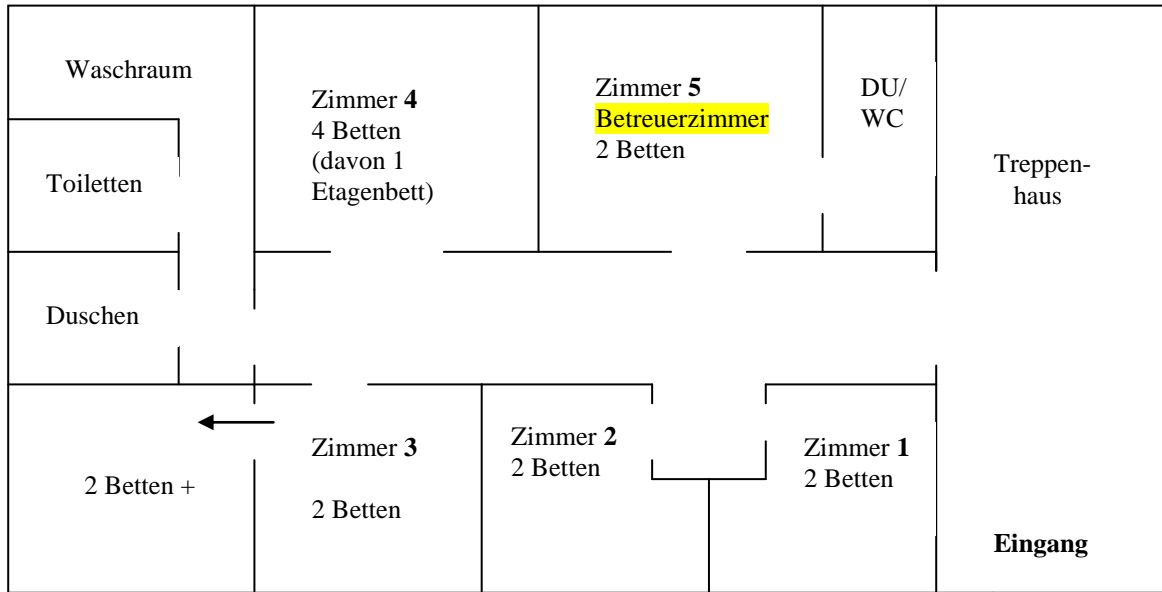 Waschraum
Toiletten
Duschen
Zimmer 4
4 Betten
(davon 1
Etagenbett)
Zimmer 5
Betreuerzimmer
2 Betten
DU/
WC
Treppen-
haus
2 Betten +
Zimmer 3
2 Betten
Zimmer 2
2 Betten
Zimmer 1
2 Betten
Eingang